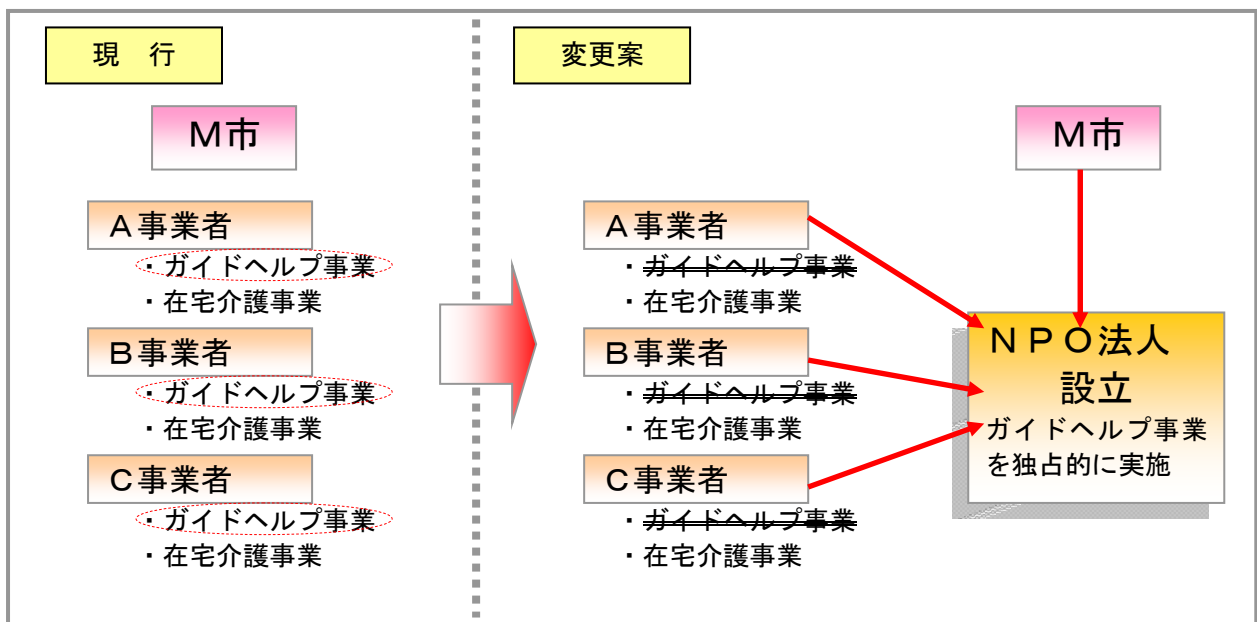 現　行
M市
A事業者
・ガイドヘルプ事業
・在宅介護事業
B事業者
・ガイドヘルプ事業
・在宅介護事業
C事業者
・ガイドヘルプ事業
・在宅介護事業
変更案
M市
A事業者
・ガイドヘルプ事業
・在宅介護事業
B事業者
・ガイドヘルプ事業
・在宅介護事業
C事業者
・ガイドヘルプ事業
・在宅介護事業
NPO法人
設立
ガイドヘルプ事業
を独占的に実施